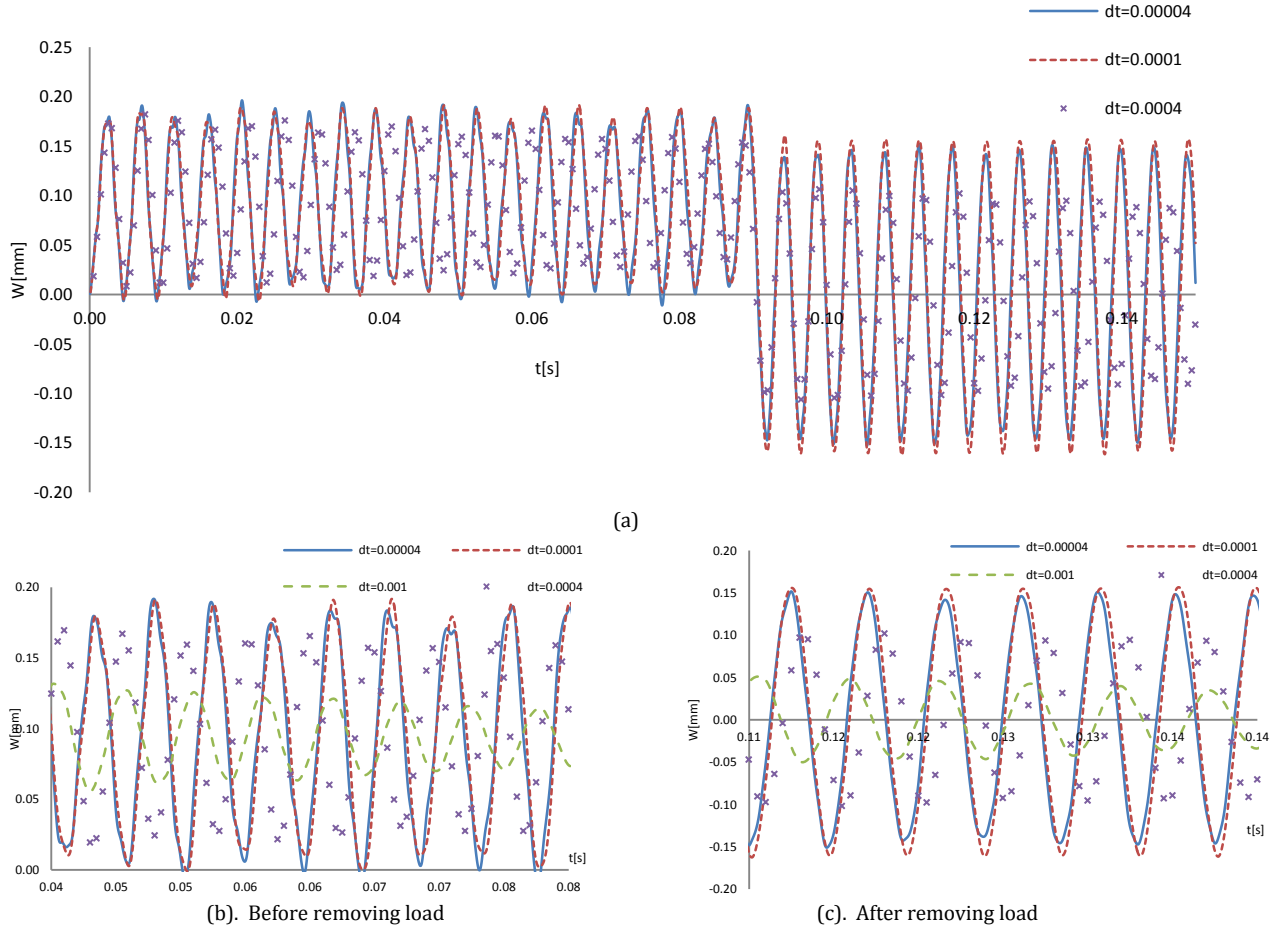 dt=0.00004
dt=0.0001
dt=0.0004
0.25
0.20
0.15
0.10
0.05
0.00
-0.05
-0.10
-0.15
-0.20
W[mm]
0.00 0.02 0.04 0.06 0.08 0.10 0.12 0.14
t[s]
(a)
dt=0.00004 dt=0.0001
dt=0.001 dt=0.0004
0.20
0.15
0.10
0.05
0.00
W[mm]
0.04 0.05 0.05 0.06 0.06 0.07 0.07 0.08 0.08
t[s]
(b). Before removing load
dt=0.00004 dt=0.0001
dt=0.001 dt=0.0004
0.20
0.15
0.10
0.05
0.00
-0.05
-0.10
-0.15
-0.20
W[mm]
0.11 0.12 0.12 0.13 0.13 0.14 0.14
t[s]
(c). After removing load